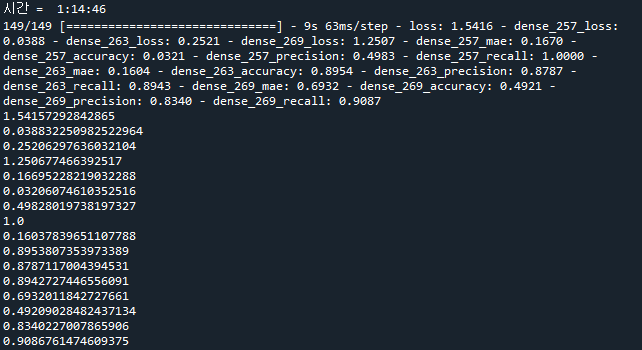 시간 =  1:14:46
149/149 [==============================] - 9s 63ms/step - loss: 1.5416 - dense_257_loss:
0.0388 - dense_263_loss: 0.2521 - dense_269_loss: 1.2507 - dense_257_mae: 0.1670 -
dense_257_accuracy: 0.0321 - dense_257_precision: 0.4983 - dense_257_recall: 1.0000 -
dense_263_mae: 0.1604 - dense_263_accuracy: 0.8954 - dense_263_precision: 0.8787 -
dense_263_recall: 0.8943 - dense_269_mae: 0.6932 - dense_269_accuracy: 0.4921 -
dense_269_precision: 0.8340 - dense_269_recall: 0.9087
1.54157292842865
0.038832250982522964
0.25206297636032104
1.250677466392517
0.16695228219032288
0.03206074610352516
0.49828019738197327
1.0
0.16037839651107788
0.8953807353973389
0.8787117004394531
0.8942727446556091
0.6932011842727661
0.49209028482437134
0.8340227007865906
0.9086761474609375